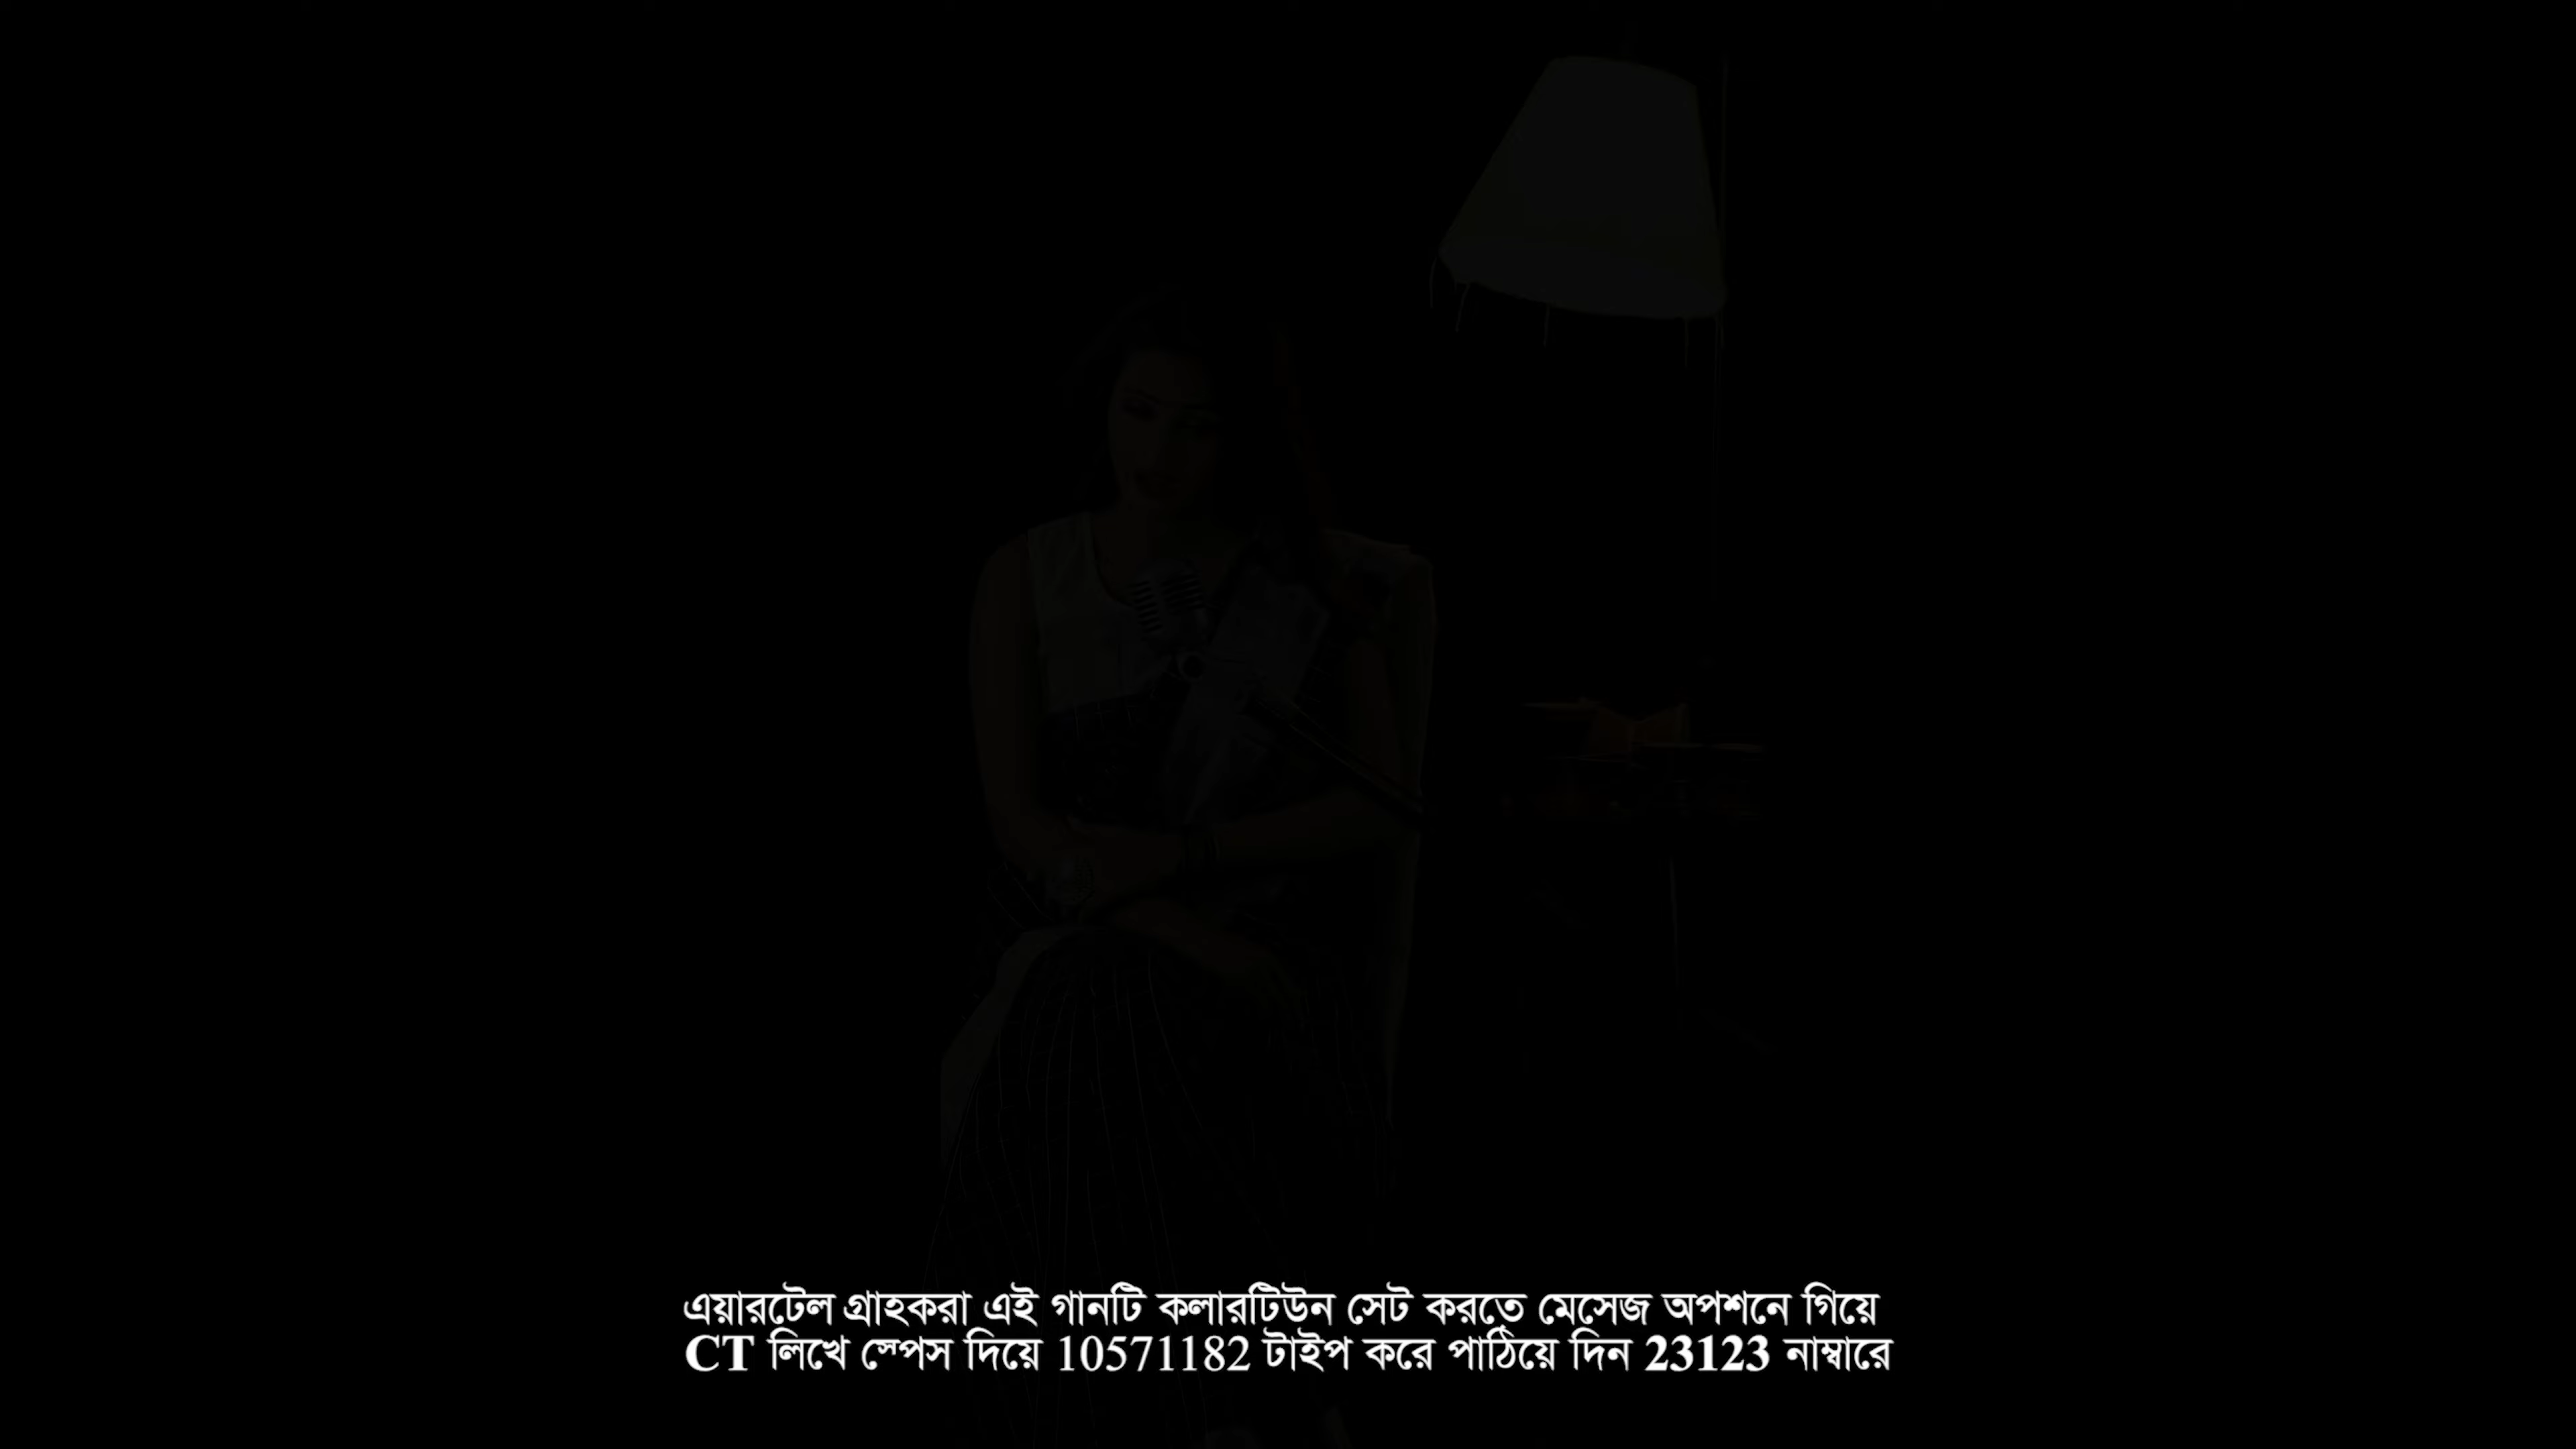 এয়ারটেল গ্রাহকরা এই গানটি কলারটিউন সেট করতে মেসেজ অপশনে গিয়ে
CT লিখে স্পেস দিয়ে 10571182 টাইপ করে পাঠিয়ে দিন 23123 নাম্বারে